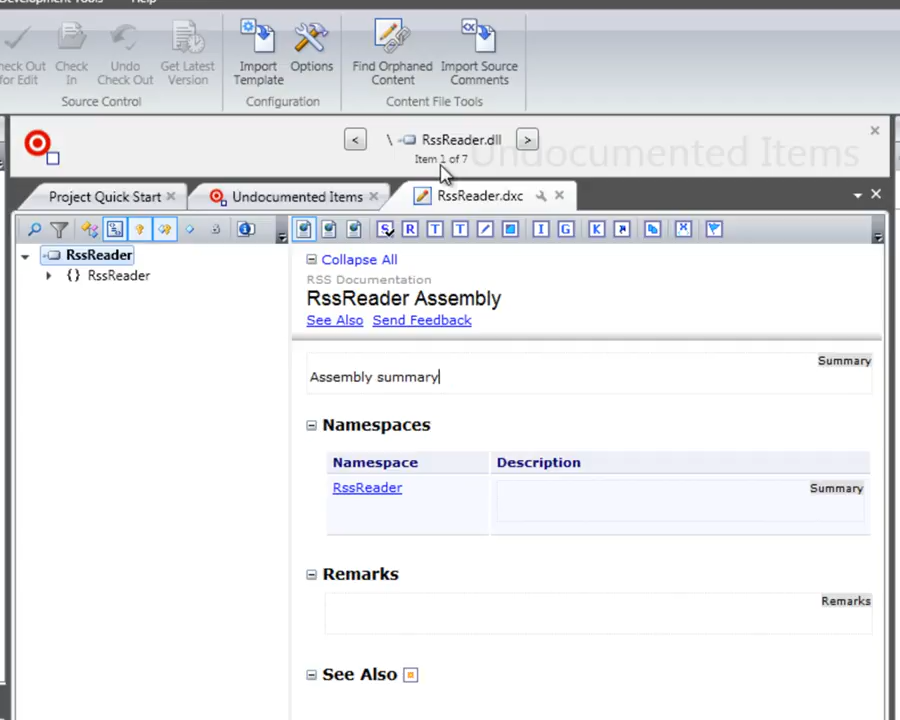 Development Tools Help
heck Out for Edit
Check In
Undo Check Out
Get Latest Version
Import Template
Options
Find Orphaned Content
Import Source Comments
Source Control
Configuration
Content File Tools
< \ RssReader.dll >
Item 1 of 7
Undocumented Items
Project Quick Start
Undocumented Items
RssReader.dxc
S R T T I G K
RssReader
{} RssReader
Collapse All
RSS Documentation
RssReader Assembly
See Also Send Feedback
Summary
Assembly summary
Namespaces
Namespace Description
RssReader
Summary
Remarks
Remarks
See Also